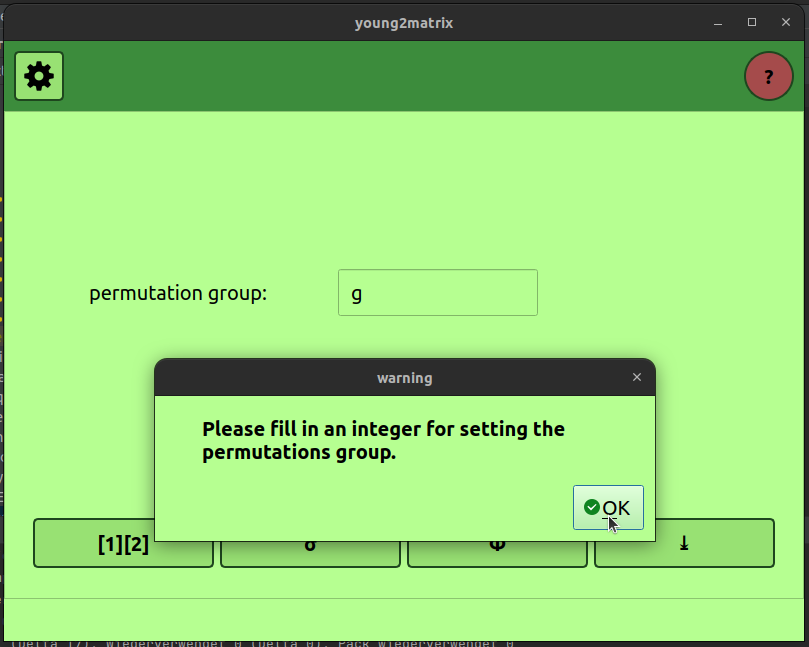 young2matrix
?
permutation group:
g
warning
Please fill in an integer for setting the
permutations group.
OK
[1][2]
Φ
(Delta 17), Wiederverwendet 0 (Delta 0), Pack wiederverwendet 0